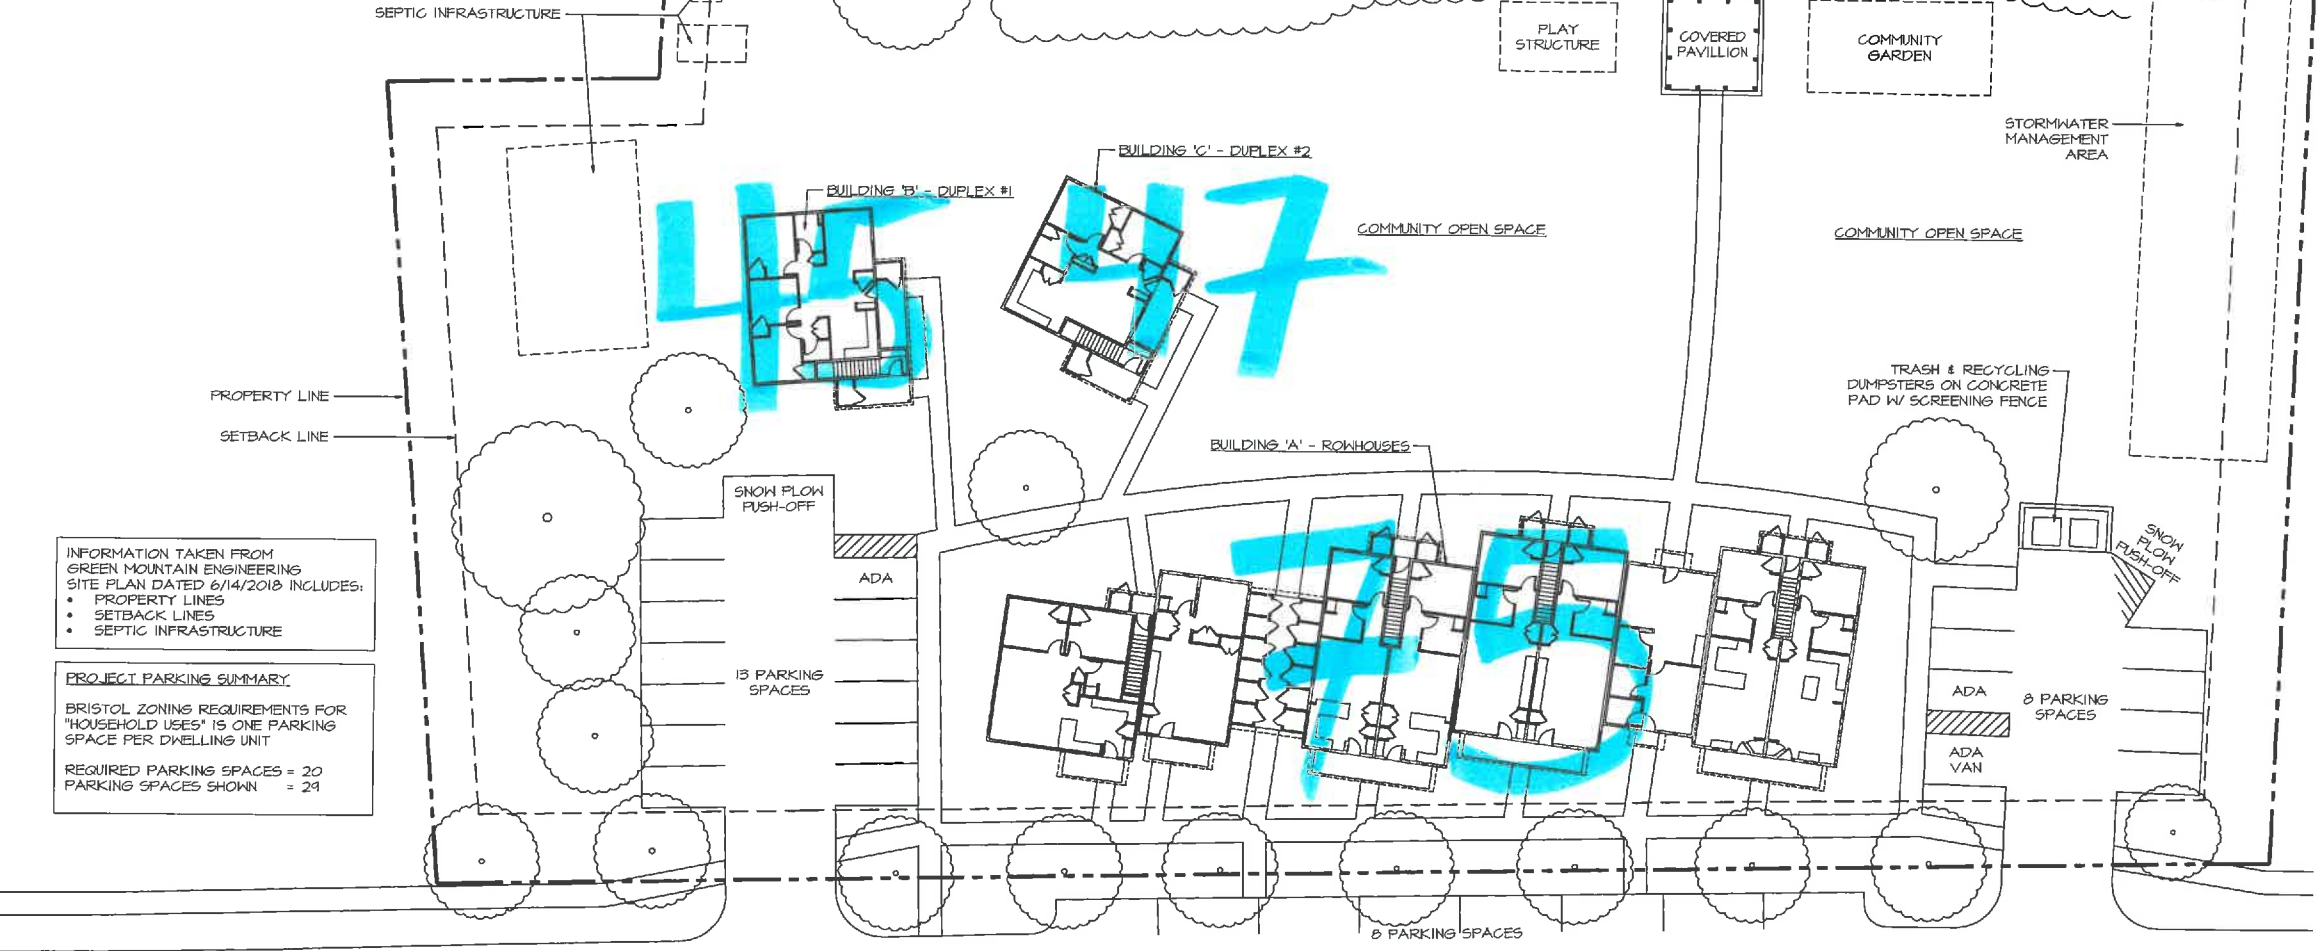 SEPTIC INFRASTRUCTURE
PLAY
STRUCTURE
COVERED
PAVILLION
COMMUNITY
GARDEN
STORMWATER
MANAGEMENT
AREA
BUILDING 'C' - DUPLEX #2
BUILDING 'B' - DUPLEX #1
45
47
COMMUNITY OPEN SPACE
COMMUNITY OPEN SPACE
PROPERTY LINE
SETBACK LINE
TRASH & RECYCLING
DUMPSTERS ON CONCRETE
PAD W/ SCREENING FENCE
BUILDING 'A' - ROWHOUSES
SNOW PLOW
PUSH-OFF
SNOW
PLOW
PUSH-OFF
INFORMATION TAKEN FROM
GREEN MOUNTAIN ENGINEERING
SITE PLAN DATED 6/14/2018 INCLUDES:
• PROPERTY LINES
• SETBACK LINES
• SEPTIC INFRASTRUCTURE
ADA
75
13 PARKING
SPACES
PROJECT PARKING SUMMARY
BRISTOL ZONING REQUIREMENTS FOR
"HOUSEHOLD USES" IS ONE PARKING
SPACE PER DWELLING UNIT
REQUIRED PARKING SPACES = 20
PARKING SPACES SHOWN = 29
ADA
8 PARKING
SPACES
ADA
VAN
8 PARKING SPACES